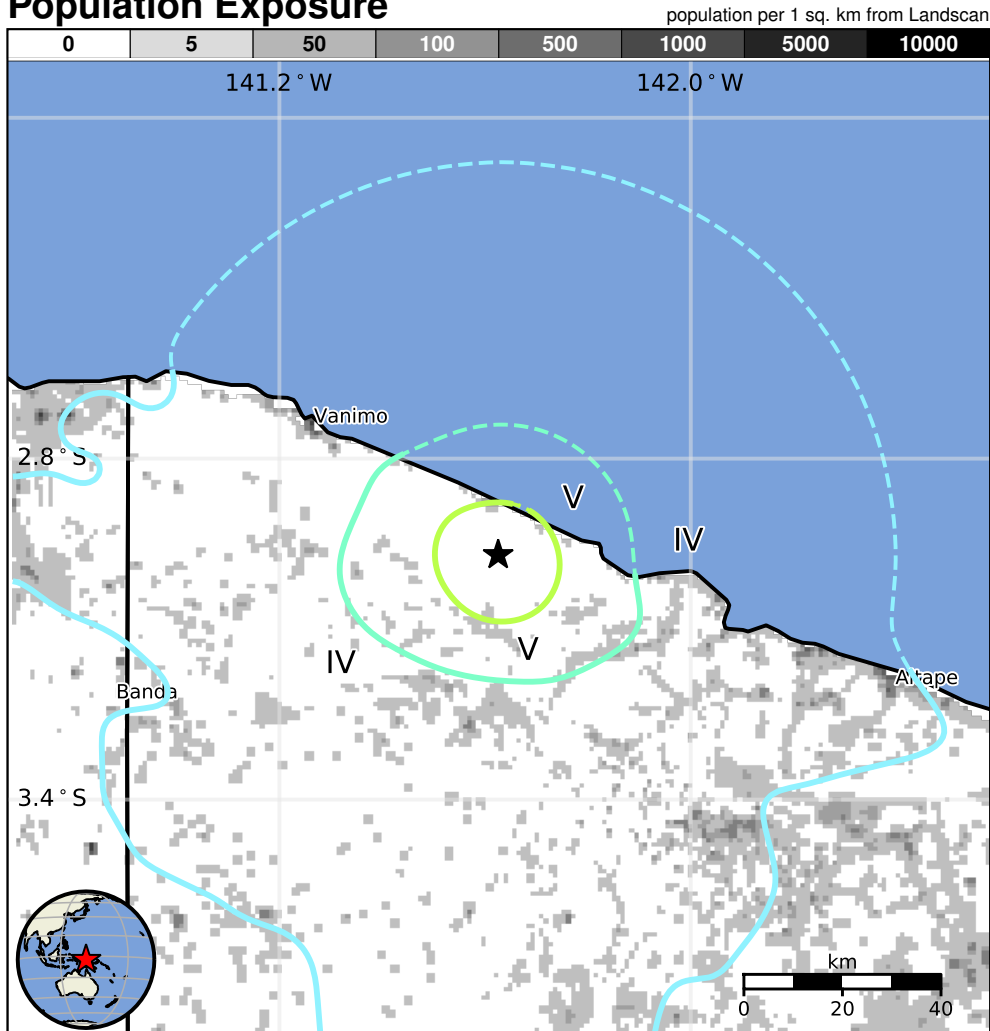 Population Exposure
population per 1 sq. km from Landscan
0 5 50 100 500 1000 5000 10000
141.2°W 142.0°W
Vanimo
2.8°S
V
IV
V
IV
Aitape
Banda
3.4°S
km
0 20 40